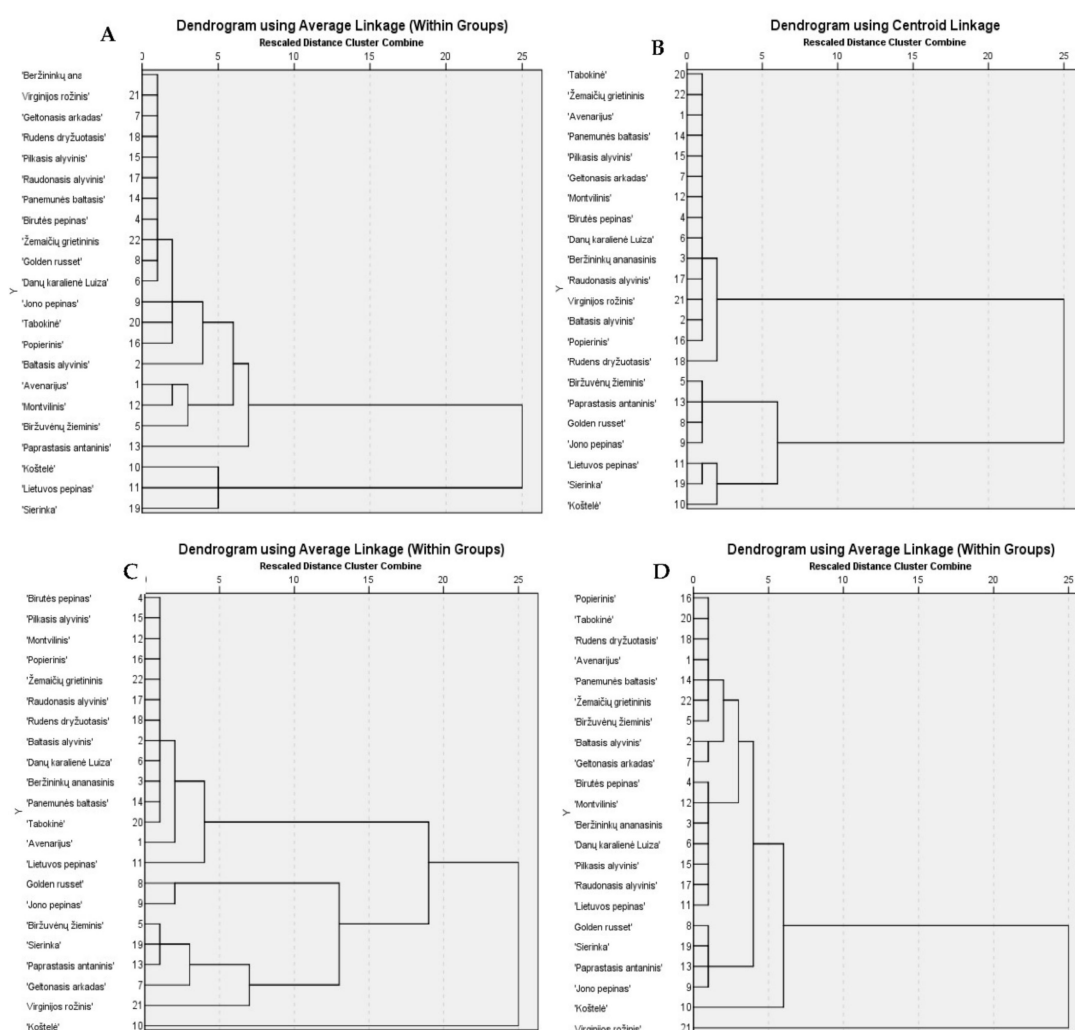 A
Dendrogram using Average Linkage (Within Groups)
Rescaled Distance Cluster Combine
0 5 10 15 20 25
'Beržininkų ana
Virginijos rožinis' 21
'Geltonasis arkadas' 7
'Rudens dryžuotasis' 18
'Pilkasis alyvinis' 15
'Raudonasis alyvinis' 17
'Panemunės baltasis' 14
'Birutės pepinas' 4
'Žemaičių grietininis 22
'Golden russet' 8
'Danų karalienė Luiza' 6
'Jono pepinas' 9
'Tabokinė' 20
'Popierinis' 16
'Baltasis alyvinis' 2
'Avenarijus' 1
'Montvilinis' 12
'Biržuvėnų žieminis' 5
'Paprastasis antaninis' 13
'Koštelė' 10
'Lietuvos pepinas' 11
'Sierinka' 19
Y
B
Dendrogram using Centroid Linkage
Rescaled Distance Cluster Combine
0 5 10 15 20 25
'Tabokinė' 20
'Žemaičių grietininis 22
'Avenarijus' 1
'Panemunės baltasis' 14
'Pilkasis alyvinis' 15
'Geltonasis arkadas' 7
'Montvilinis' 12
'Birutės pepinas' 4
'Danų karalienė Luiza' 6
'Beržininkų ananasinis 3
'Raudonasis alyvinis' 17
Virginijos rožinis' 21
'Baltasis alyvinis' 2
'Popierinis' 16
'Rudens dryžuotasis' 18
'Biržuvėnų žieminis' 5
'Paprastasis antaninis' 13
Golden russet' 8
'Jono pepinas' 9
'Lietuvos pepinas' 11
'Sierinka' 19
'Koštelė' 10
Y
C
Dendrogram using Average Linkage (Within Groups)
Rescaled Distance Cluster Combine
0 5 10 15 20 25
'Birutės pepinas' 4
'Pilkasis alyvinis' 15
'Montvilinis' 12
'Popierinis' 16
'Žemaičių grietininis 22
'Raudonasis alyvinis' 17
'Rudens dryžuotasis' 18
'Baltasis alyvinis' 2
'Danų karalienė Luiza' 6
'Beržininkų ananasinis 3
'Panemunės baltasis' 14
'Tabokinė' 20
'Avenarijus' 1
'Lietuvos pepinas' 11
Golden russet' 8
'Jono pepinas' 9
'Biržuvėnų žieminis' 5
'Sierinka' 19
'Paprastasis antaninis' 13
'Geltonasis arkadas' 7
Virginijos rožinis' 21
'Koštelė' 10
Y
D
Dendrogram using Average Linkage (Within Groups)
Rescaled Distance Cluster Combine
0 5 10 15 20 25
'Popierinis' 16
'Tabokinė' 20
'Rudens dryžuotasis' 18
'Avenarijus' 1
'Panemunės baltasis' 14
'Žemaičių grietininis 22
'Biržuvėnų žieminis' 5
'Baltasis alyvinis' 2
'Geltonasis arkadas' 7
'Birutės pepinas' 4
'Montvilinis' 12
'Beržininkų ananasinis 3
'Danų karalienė Luiza' 6
'Pilkasis alyvinis' 15
'Raudonasis alyvinis' 17
'Lietuvos pepinas' 11
Golden russet' 8
'Sierinka' 19
'Paprastasis antaninis' 13
'Jono pepinas' 9
'Koštelė' 10
Virginijos rožinis' 21
Y